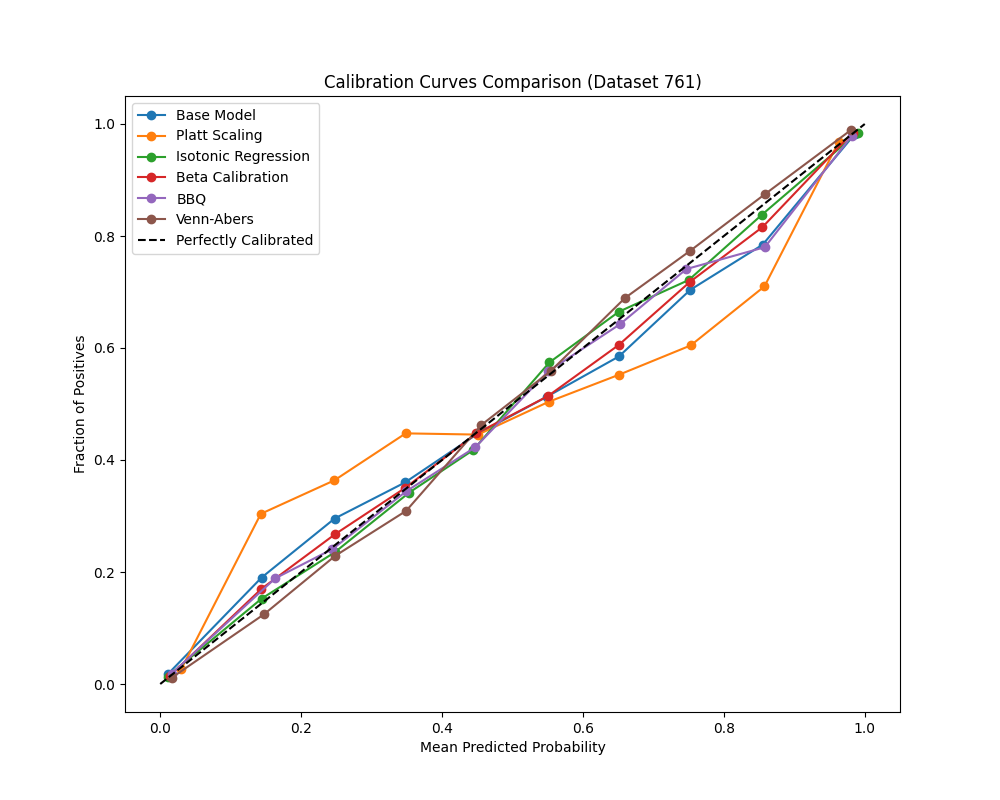 Calibration Curves Comparison (Dataset 761)
Base Model
Platt Scaling
Isotonic Regression
Beta Calibration
BBQ
Venn-Abers
Perfectly Calibrated
Fraction of Positives
1.0
0.8
0.6
0.4
0.2
0.0
0.0 0.2 0.4 0.6 0.8 1.0
Mean Predicted Probability